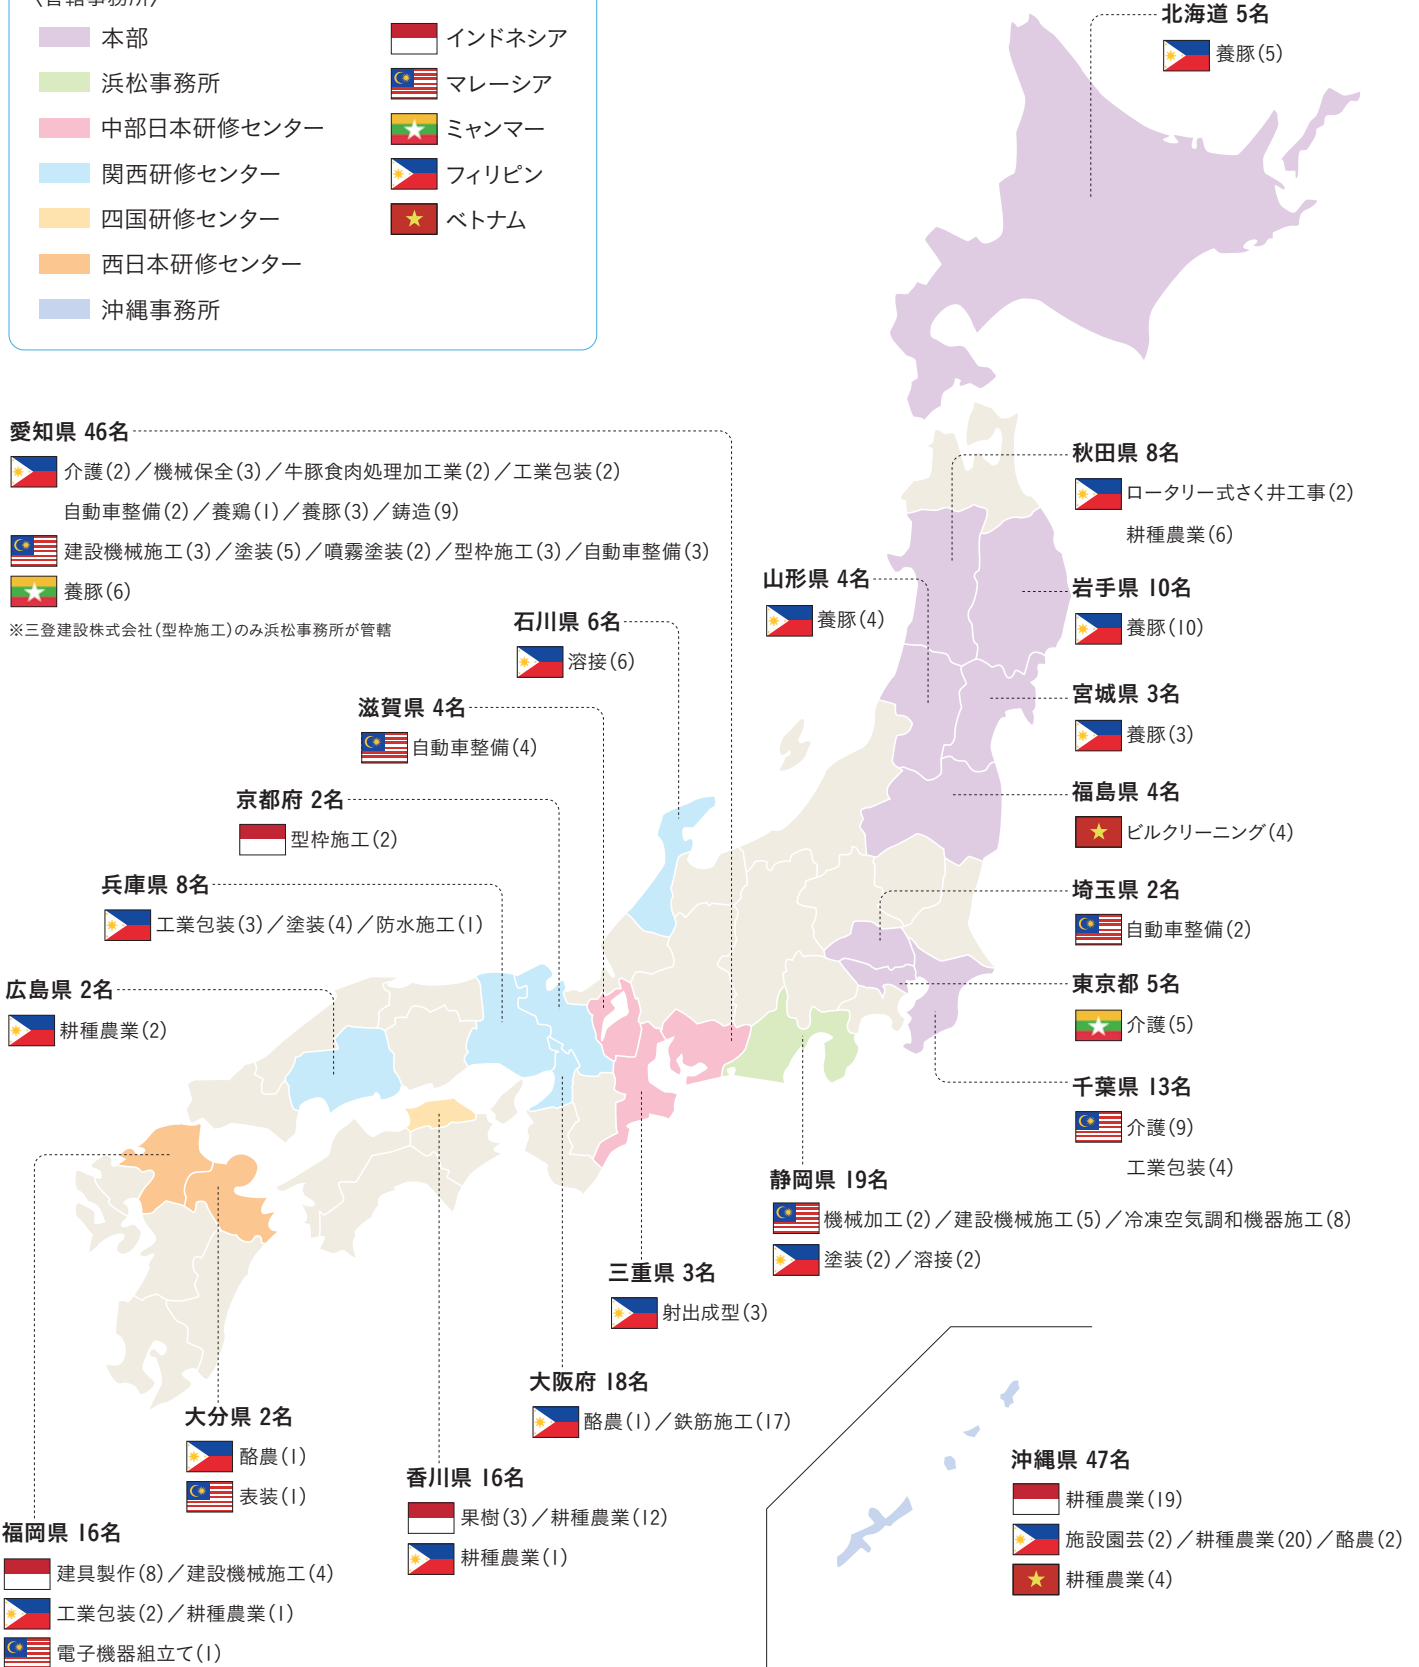 (管轄事務所)
本部
浜松事務所
中部日本研修センター
関西研修センター
四国研修センター
西日本研修センター
沖縄事務所
インドネシア
マレーシア
ミャンマー
フィリピン
ベトナム
北海道 5名
養豚(5)
愛知県 46名
介護(2)/機械保全(3)/牛豚食肉処理加工業(2)/工業包装(2)
自動車整備(2)/養鶏(1)/養豚(3)/鋳造(9)
建設機械施工(3)/塗装(5)/噴霧塗装(2)/型枠施工(3)/自動車整備(3)
養豚(6)
※三登建設株式会社(型枠施工)のみ浜松事務所が管轄
秋田県 8名
ロータリー式さく井工事(2)
耕種農業(6)
山形県 4名
養豚(4)
岩手県 10名
養豚(10)
石川県 6名
溶接(6)
宮城県 3名
養豚(3)
滋賀県 4名
自動車整備(4)
福島県 4名
ビルクリーニング(4)
京都府 2名
型枠施工(2)
兵庫県 8名
工業包装(3)/塗装(4)/防水施工(1)
埼玉県 2名
自動車整備(2)
広島県 2名
耕種農業(2)
東京都 5名
介護(5)
千葉県 13名
介護(9)
工業包装(4)
静岡県 19名
機械加工(2)/建設機械施工(5)/冷凍空気調和機器施工(8)
塗装(2)/溶接(2)
三重県 3名
射出成型(3)
大阪府 18名
酪農(1)/鉄筋施工(17)
大分県 2名
酪農(1)
表装(1)
香川県 16名
果樹(3)/耕種農業(12)
耕種農業(1)
福岡県 16名
建具製作(8)/建設機械施工(4)
工業包装(2)/耕種農業(1)
電子機器組立て(1)
沖縄県 47名
耕種農業(19)
施設園芸(2)/耕種農業(20)/酪農(2)
耕種農業(4)